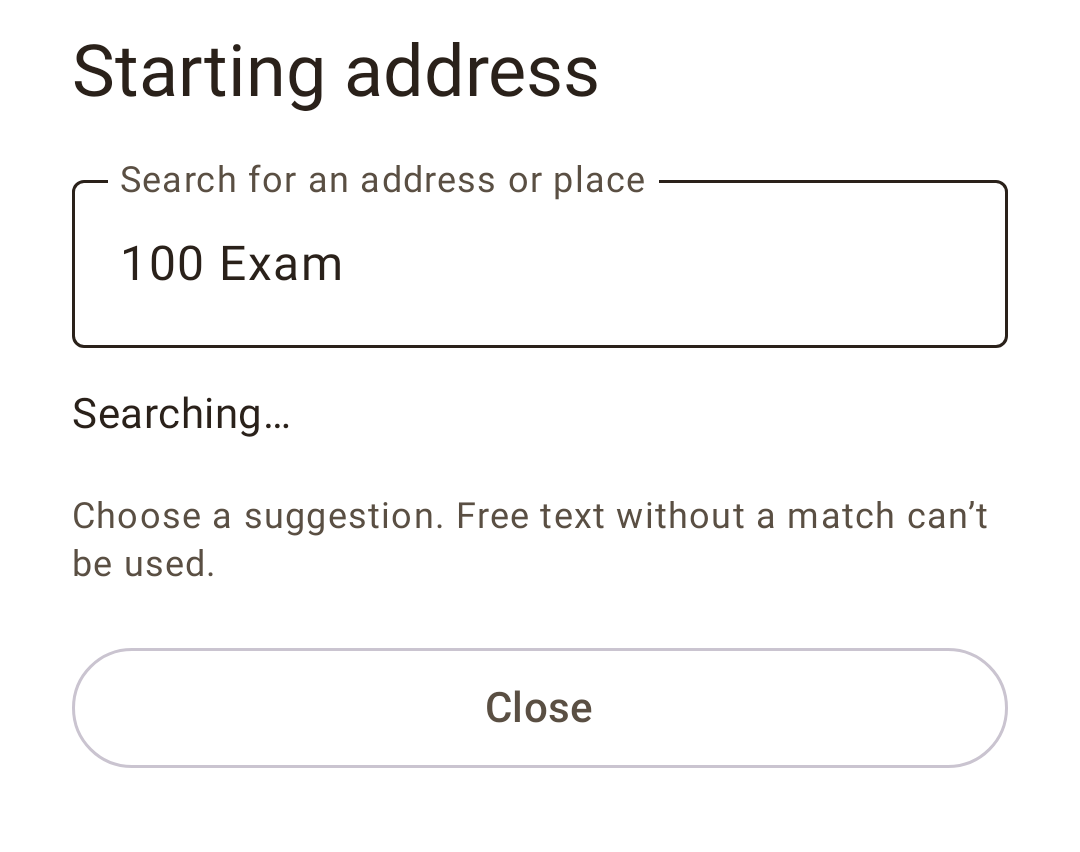 Starting address
Search for an address or place
100 Exam
Searching…
Choose a suggestion. Free text without a match can’t
be used.
Close